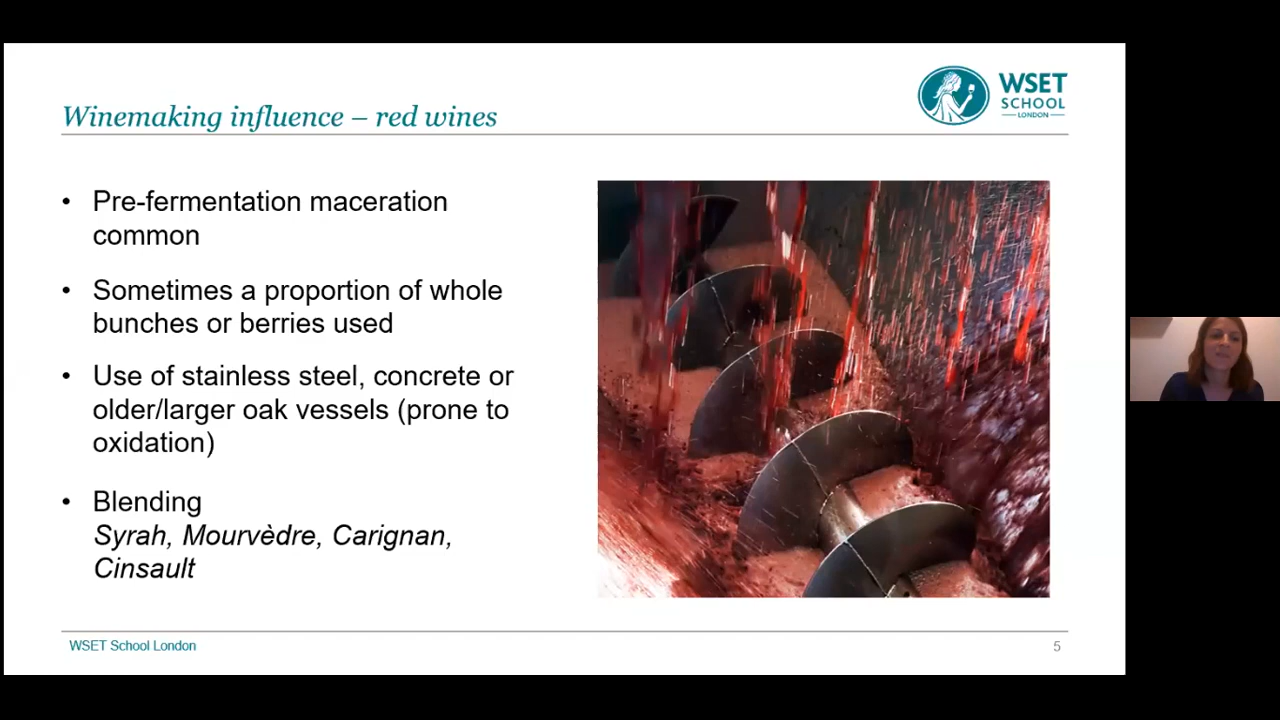 Winemaking influence – red wines
WSET
SCHOOL
LONDON
• Pre-fermentation maceration
common
• Sometimes a proportion of whole
bunches or berries used
• Use of stainless steel, concrete or
older/larger oak vessels (prone to
oxidation)
• Blending
Syrah, Mourvèdre, Carignan,
Cinsault
WSET School London
5